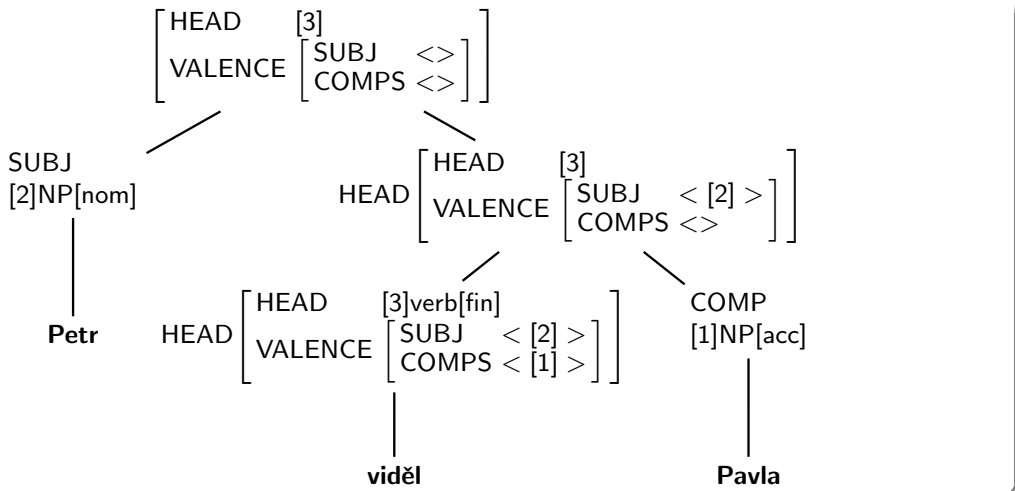 HEAD [3]
VALENCE SUBJ <>
COMPS <>
SUBJ
[2]NP[nom]
HEAD HEAD [3]
VALENCE SUBJ < [2] >
COMPS <>
Petr
HEAD HEAD [3]verb[fin]
VALENCE SUBJ < [2] >
COMPS < [1] >
COMP
[1]NP[acc]
viděl
Pavla